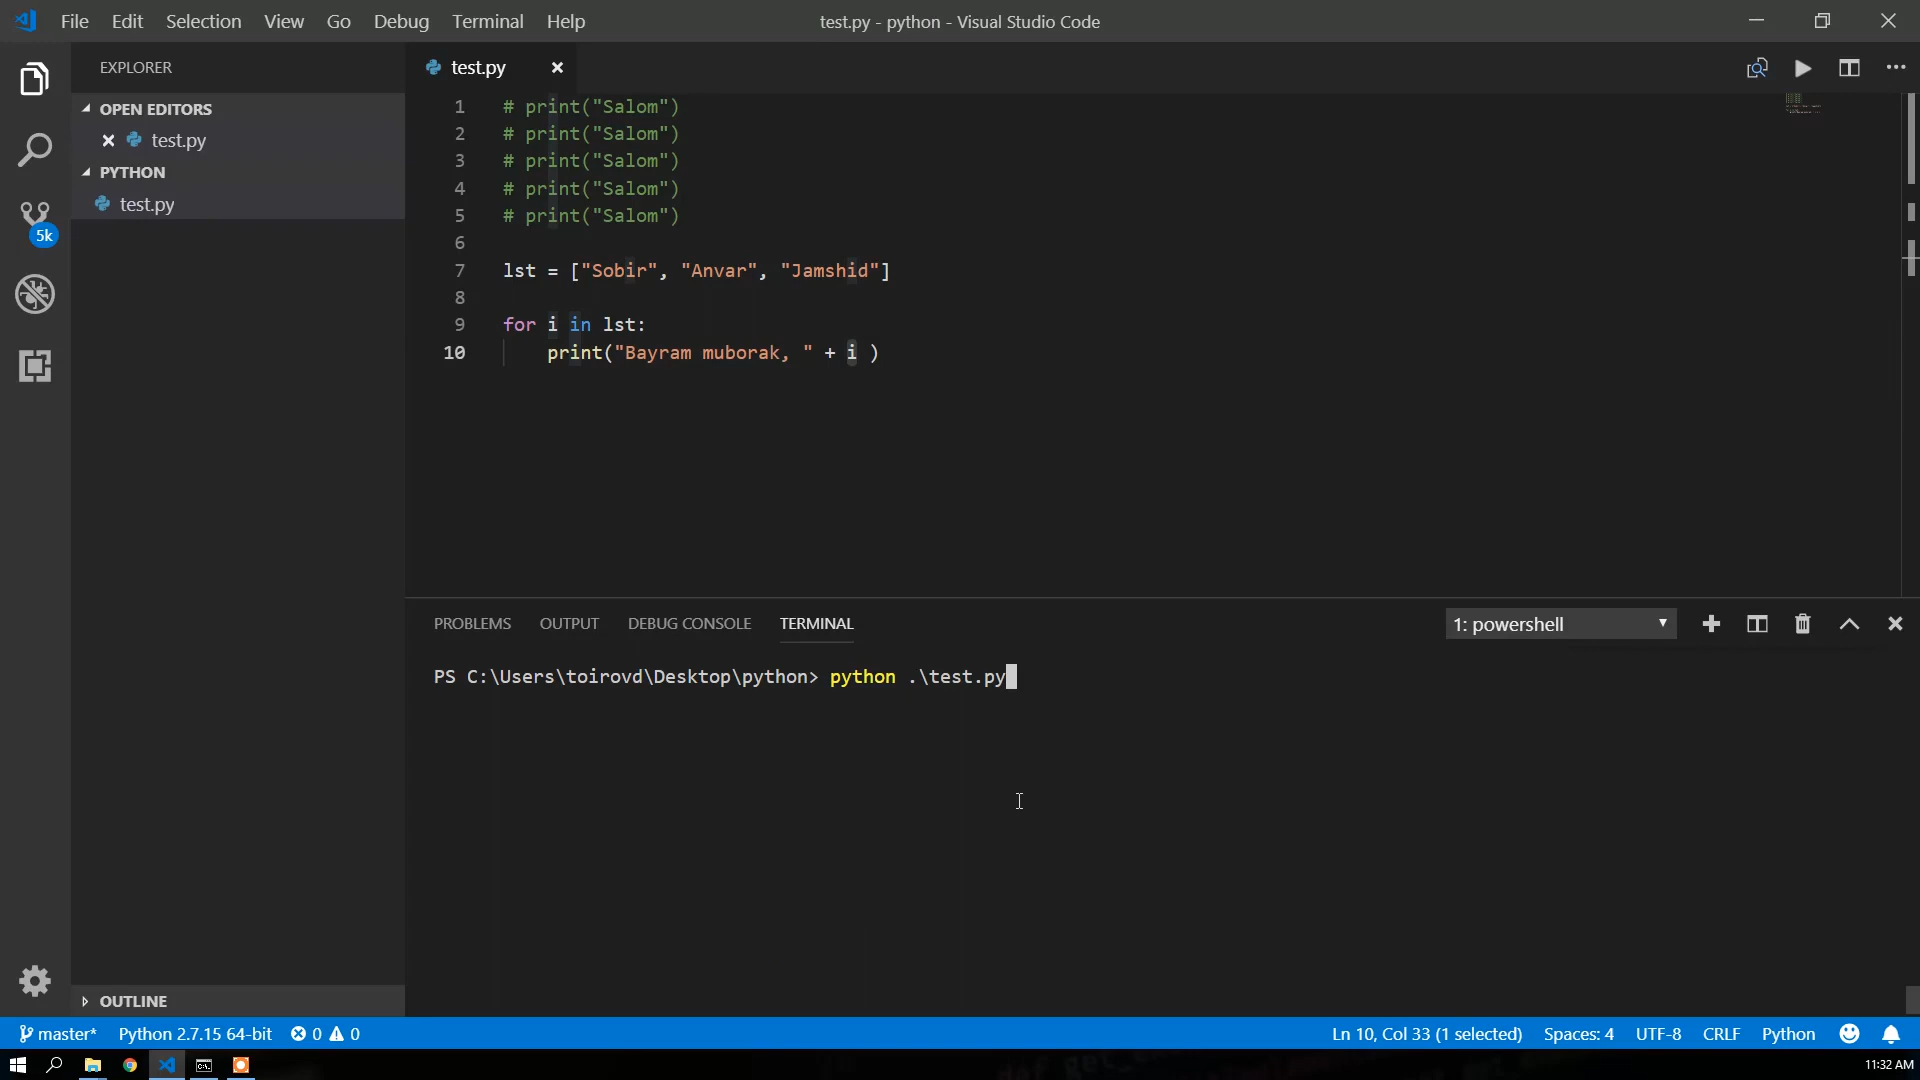 File Edit Selection View Go Debug Terminal Help
test.py - python - Visual Studio Code
EXPLORER
OPEN EDITORS
test.py
PYTHON
test.py
5k
OUTLINE
test.py
1 # print("Salom")
2 # print("Salom")
3 # print("Salom")
4 # print("Salom")
5 # print("Salom")
6
7 lst = ["Sobir", "Anvar", "Jamshid"]
8
9 for i in lst:
10 print("Bayram muborak, " + i )
PROBLEMS OUTPUT DEBUG CONSOLE TERMINAL
1: powershell
PS C:\Users\toirovd\Desktop\python> python .\test.py
master* Python 2.7.15 64-bit 0 0
Ln 10, Col 33 (1 selected) Spaces: 4 UTF-8 CRLF Python
11:32 AM